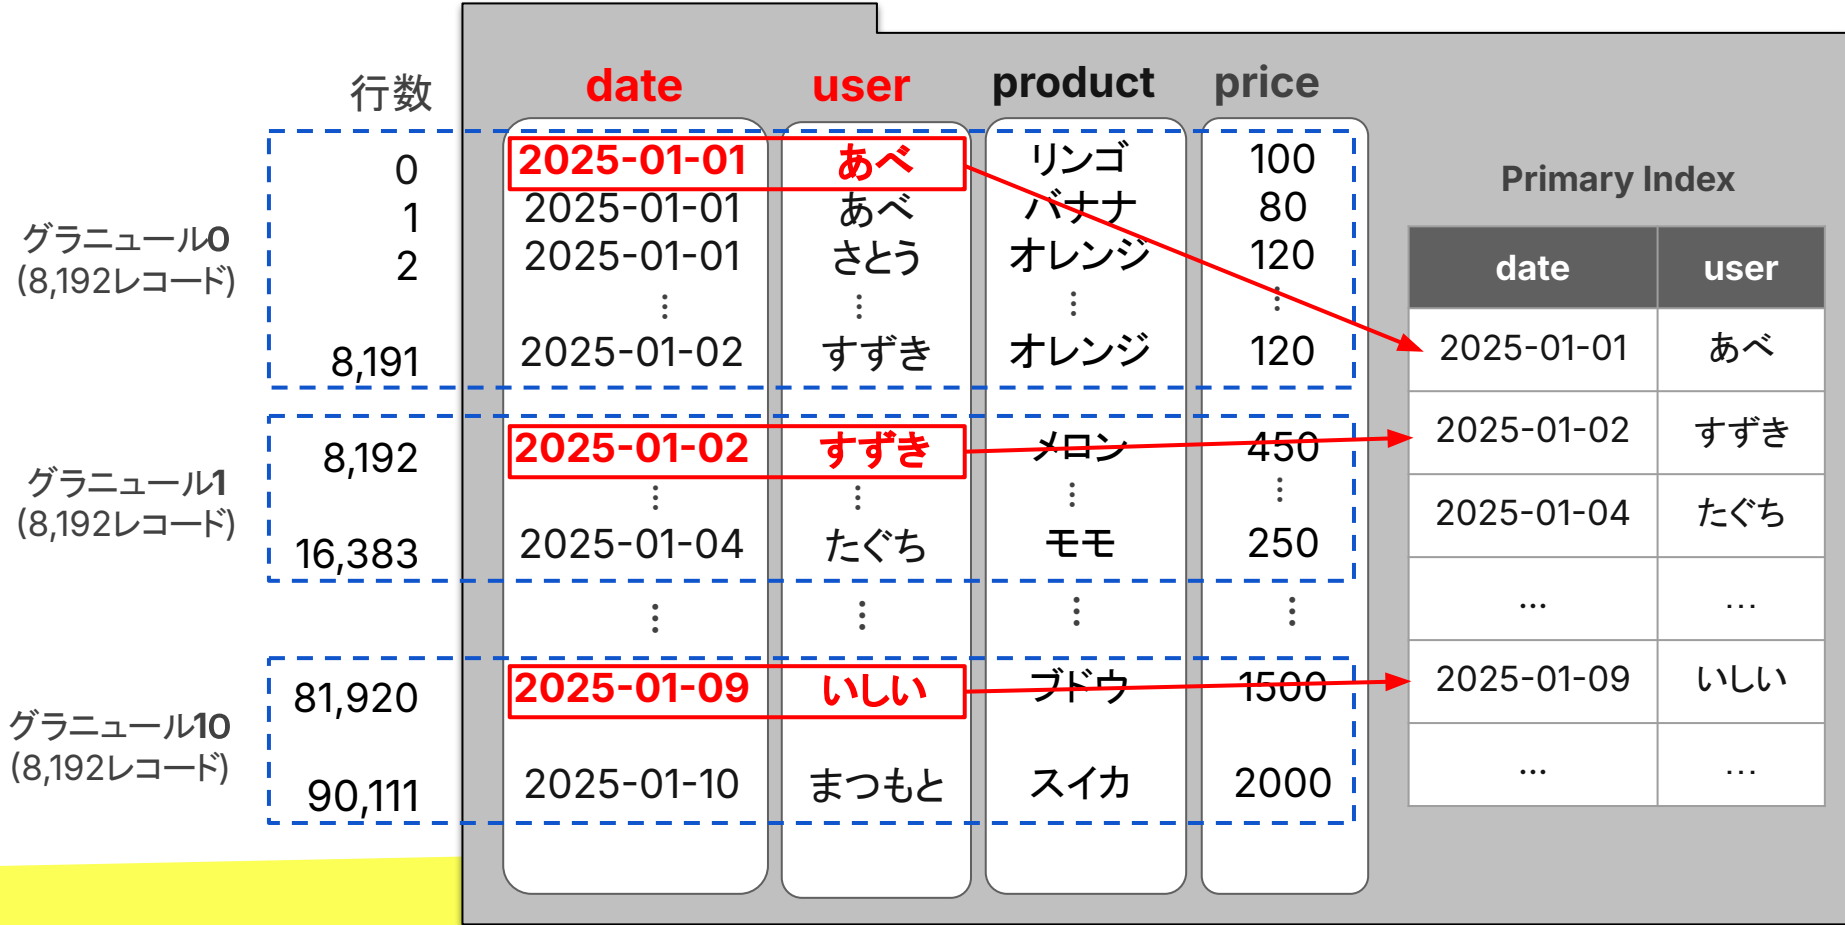 行数 date user product price
グラニュール0
(8,192レコード)
0 2025-01-01 あべ リンゴ 100
1 2025-01-01 あべ バナナ 80
2 2025-01-01 さとう オレンジ 120
⋮ ⋮ ⋮ ⋮
8,191 2025-01-02 すずき オレンジ 120
グラニュール1
(8,192レコード)
8,192 2025-01-02 すずき メロン 450
⋮ ⋮ ⋮ ⋮
16,383 2025-01-04 たぐち モモ 250
⋮ ⋮ ⋮ ⋮
グラニュール10
(8,192レコード)
81,920 2025-01-09 いしい ブドウ 1500
90,111 2025-01-10 まつもと スイカ 2000
Primary Index
date user
2025-01-01 あべ
2025-01-02 すずき
2025-01-04 たぐち
... ...
2025-01-09 いしい
... ...